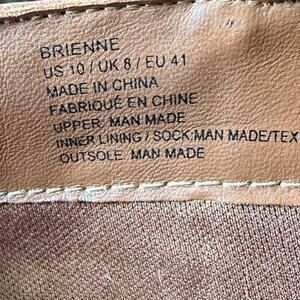 BRIENNE
US 10 / UK 8 / EU 41
MADE IN CHINA
FABRIQUÉ EN CHINE
UPPER: MAN MADE
INNER LINING / SOCK:MAN MADE/TEX
OUTSOLE: MAN MADE